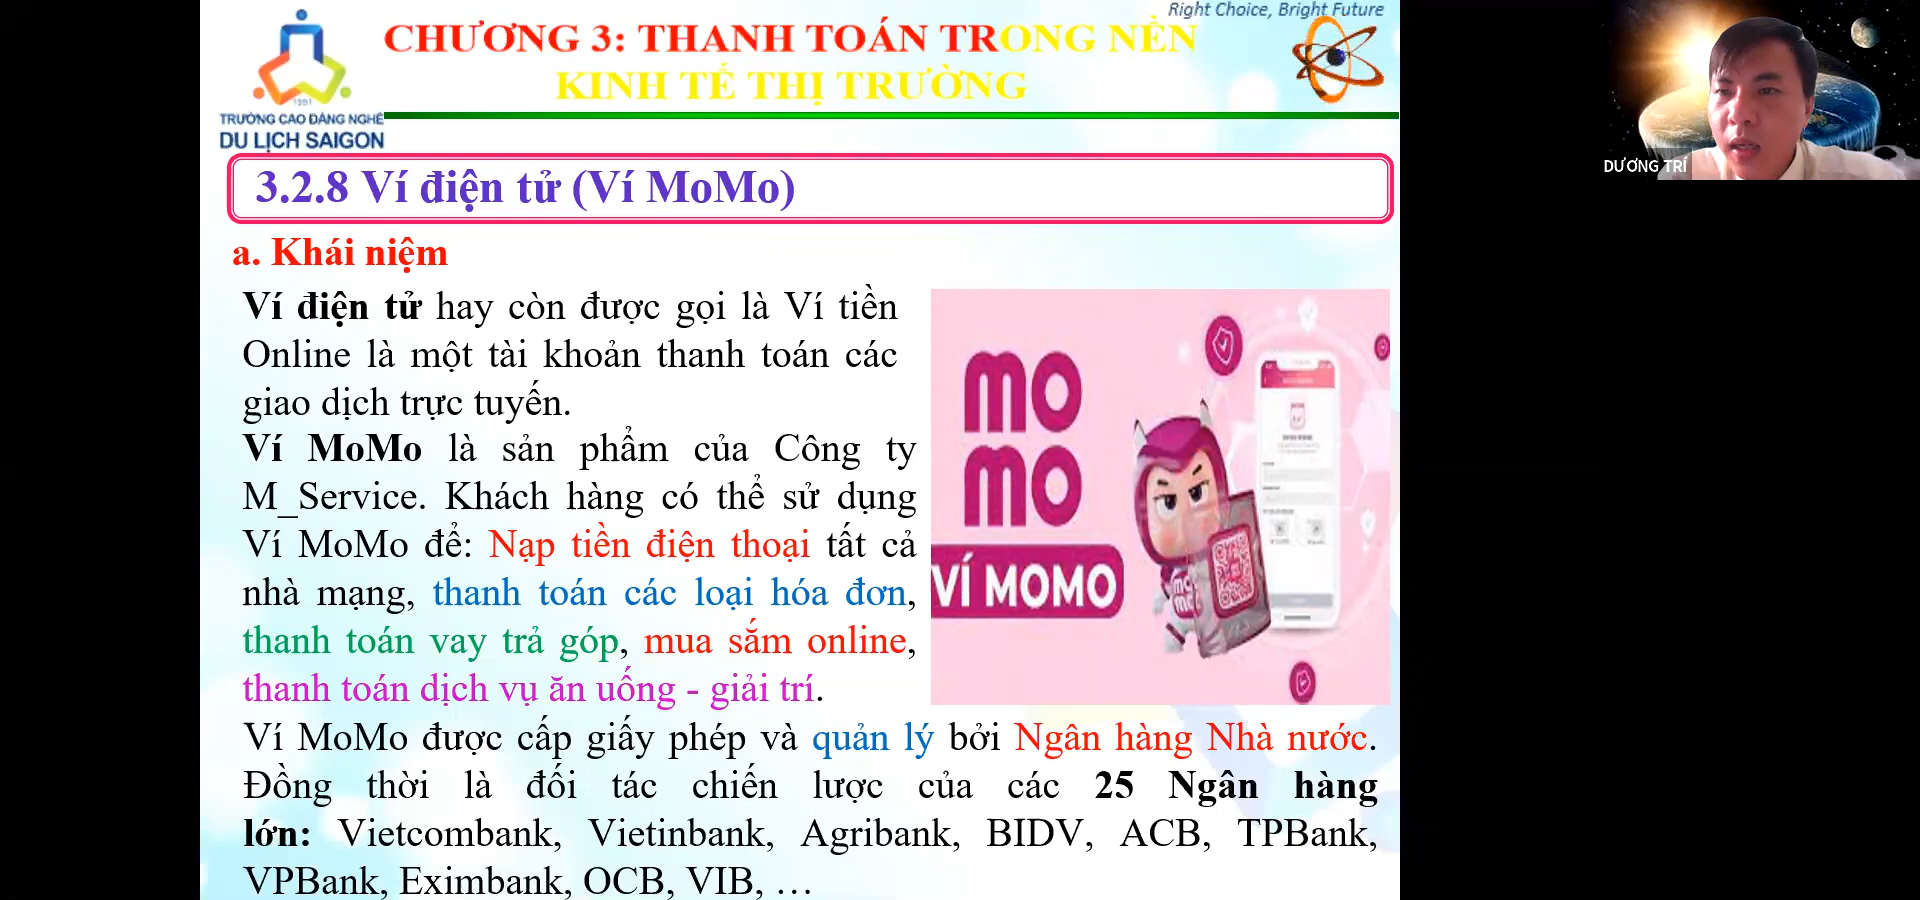 Right Choice, Bright Future
CHƯƠNG 3: THANH TOÁN TRONG NỀN
KINH TẾ THỊ TRƯỜNG
1991
TRƯỜNG CAO ĐẲNG NGHỀ
DU LỊCH SAIGON
DƯƠNG TRÍ
3.2.8 Ví điện tử (Ví MoMo)
a. Khái niệm
Ví điện tử hay còn được gọi là Ví tiền
Online là một tài khoản thanh toán các
giao dịch trực tuyến.
Ví MoMo là sản phẩm của Công ty
M_Service. Khách hàng có thể sử dụng
Ví MoMo để: Nạp tiền điện thoại tất cả
nhà mạng, thanh toán các loại hóa đơn,
thanh toán vay trả góp, mua sắm online,
thanh toán dịch vụ ăn uống - giải trí.
mo
mo
VÍ MOMO
mo
mo
Ví MoMo được cấp giấy phép và quản lý bởi Ngân hàng Nhà nước.
Đồng thời là đối tác chiến lược của các 25 Ngân hàng
lớn: Vietcombank, Vietinbank, Agribank, BIDV, ACB, TPBank,
VPBank, Eximbank, OCB, VIB, …